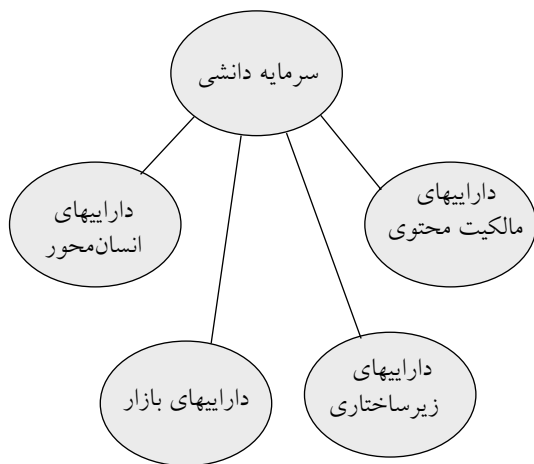 سرمایه دانشی
داراییهای
مالکیت محتوی
داراییهای
انسان‌محور
داراییهای
زیرساختاری
داراییهای بازار